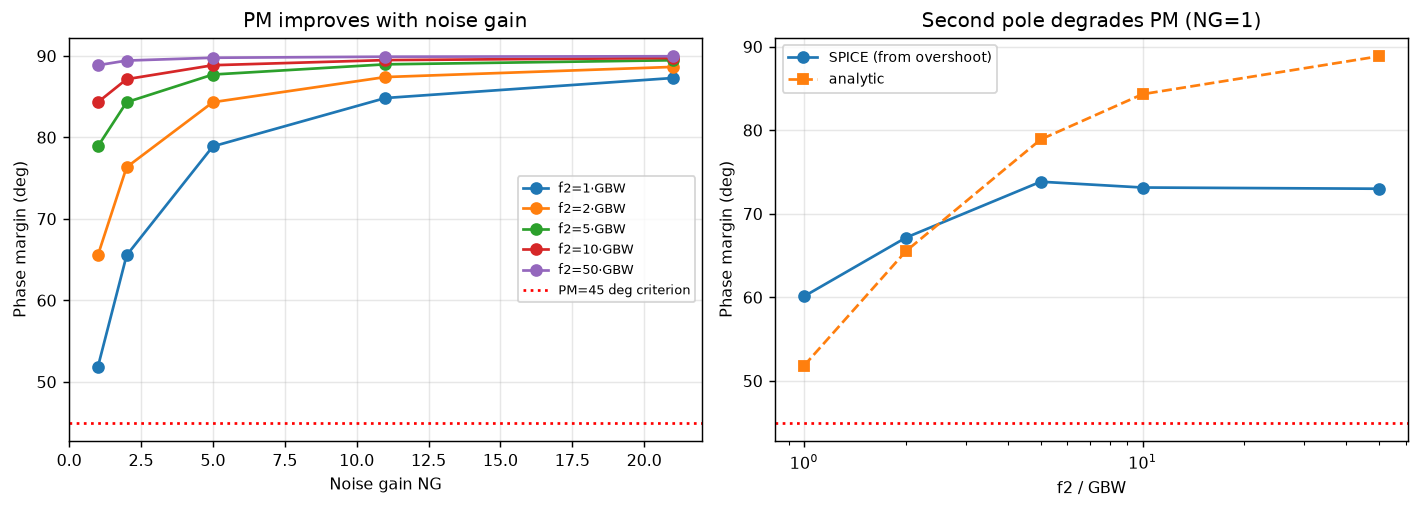 PM improves with noise gain
Phase margin (deg)
90
80
70
60
50
f2=1·GBW
f2=2·GBW
f2=5·GBW
f2=10·GBW
f2=50·GBW
PM=45 deg criterion
0.0 2.5 5.0 7.5 10.0 12.5 15.0 17.5 20.0
Noise gain NG
Second pole degrades PM (NG=1)
Phase margin (deg)
90
80
70
60
50
SPICE (from overshoot)
analytic
10⁰ 10¹
f2 / GBW